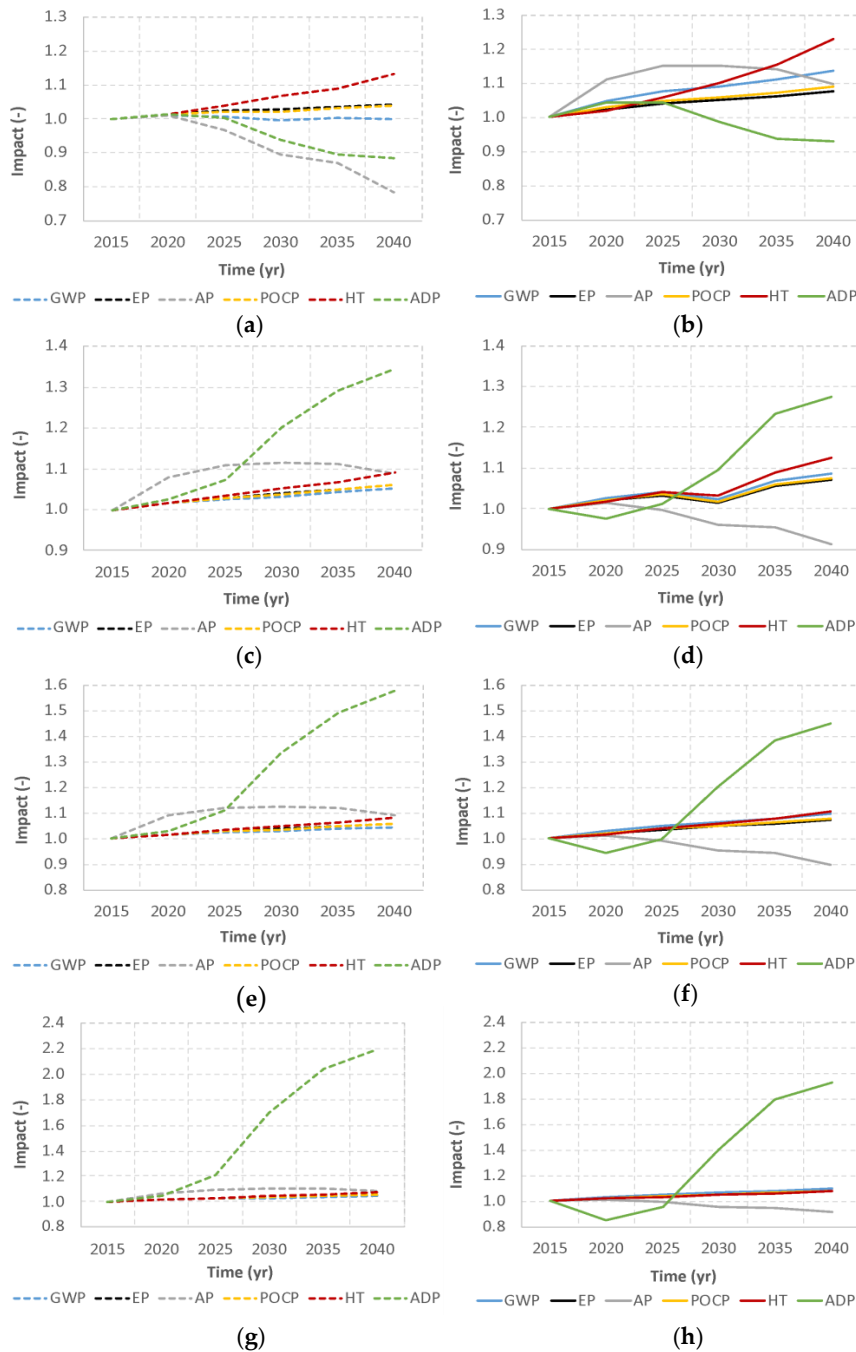 1.3
1.2
1.1
1.0
0.9
0.8
0.7
Impact (-)
2015 2020 2025 2030 2035 2040
Time (yr)
GWP EP AP POCP HT ADP
(a)
1.3
1.2
1.1
1.0
0.9
0.8
0.7
Impact (-)
2015 2020 2025 2030 2035 2040
Time (yr)
GWP EP AP POCP HT ADP
(b)
1.4
1.3
1.2
1.1
1.0
0.9
Impact (-)
2015 2020 2025 2030 2035 2040
Time (yr)
GWP EP AP POCP HT ADP
(c)
1.4
1.3
1.2
1.1
1.0
0.9
Impact (-)
2015 2020 2025 2030 2035 2040
Time (yr)
GWP EP AP POCP HT ADP
(d)
1.6
1.5
1.4
1.3
1.2
1.1
1.0
0.9
0.8
Impact (-)
2015 2020 2025 2030 2035 2040
Time (yr)
GWP EP AP POCP HT ADP
(e)
1.6
1.5
1.4
1.3
1.2
1.1
1.0
0.9
0.8
Impact (-)
2015 2020 2025 2030 2035 2040
Time (yr)
GWP EP AP POCP HT ADP
(f)
2.4
2.2
2.0
1.8
1.6
1.4
1.2
1.0
0.8
Impact (-)
2015 2020 2025 2030 2035 2040
Time (yr)
GWP EP AP POCP HT ADP
(g)
2.4
2.2
2.0
1.8
1.6
1.4
1.2
1.0
0.8
Impact (-)
2015 2020 2025 2030 2035 2040
Time (yr)
GWP EP AP POCP HT ADP
(h)